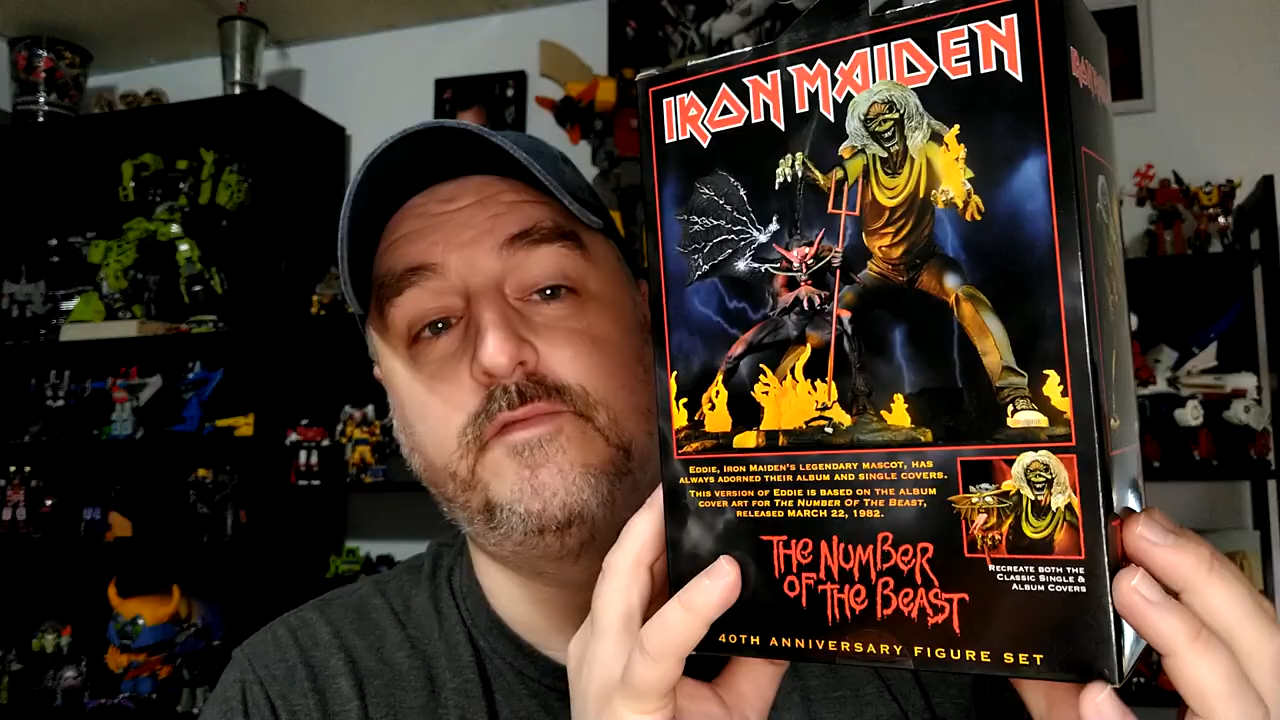 IRON MAIDEN
IRON MAIDEN
EDDIE, IRON MAIDEN'S LEGENDARY MASCOT, HAS
ALWAYS ADORNED THEIR ALBUM AND SINGLE COVERS.
THIS VERSION OF EDDIE IS BASED ON THE ALBUM
COVER ART FOR THE NUMBER OF THE BEAST,
RELEASED MARCH 22, 1982.
THE NUMBER
OF THE BEAST
RECREATE BOTH THE
CLASSIC SINGLE &
ALBUM COVERS
40TH ANNIVERSARY FIGURE SET